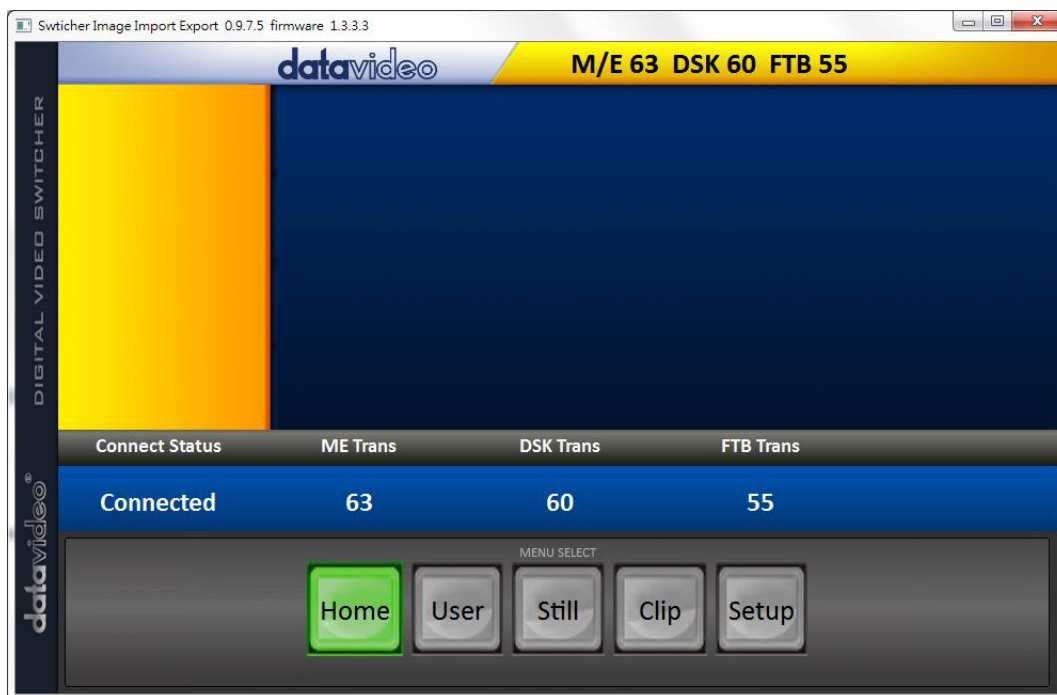 Swticher Image Import Export 0.9.7.5 firmware 1.3.3.3
datavideo
M/E 63 DSK 60 FTB 55
DIGITAL VIDEO SWITCHER
datavideo®
Connect Status ME Trans DSK Trans FTB Trans
Connected 63 60 55
MENU SELECT
Home User Still Clip Setup